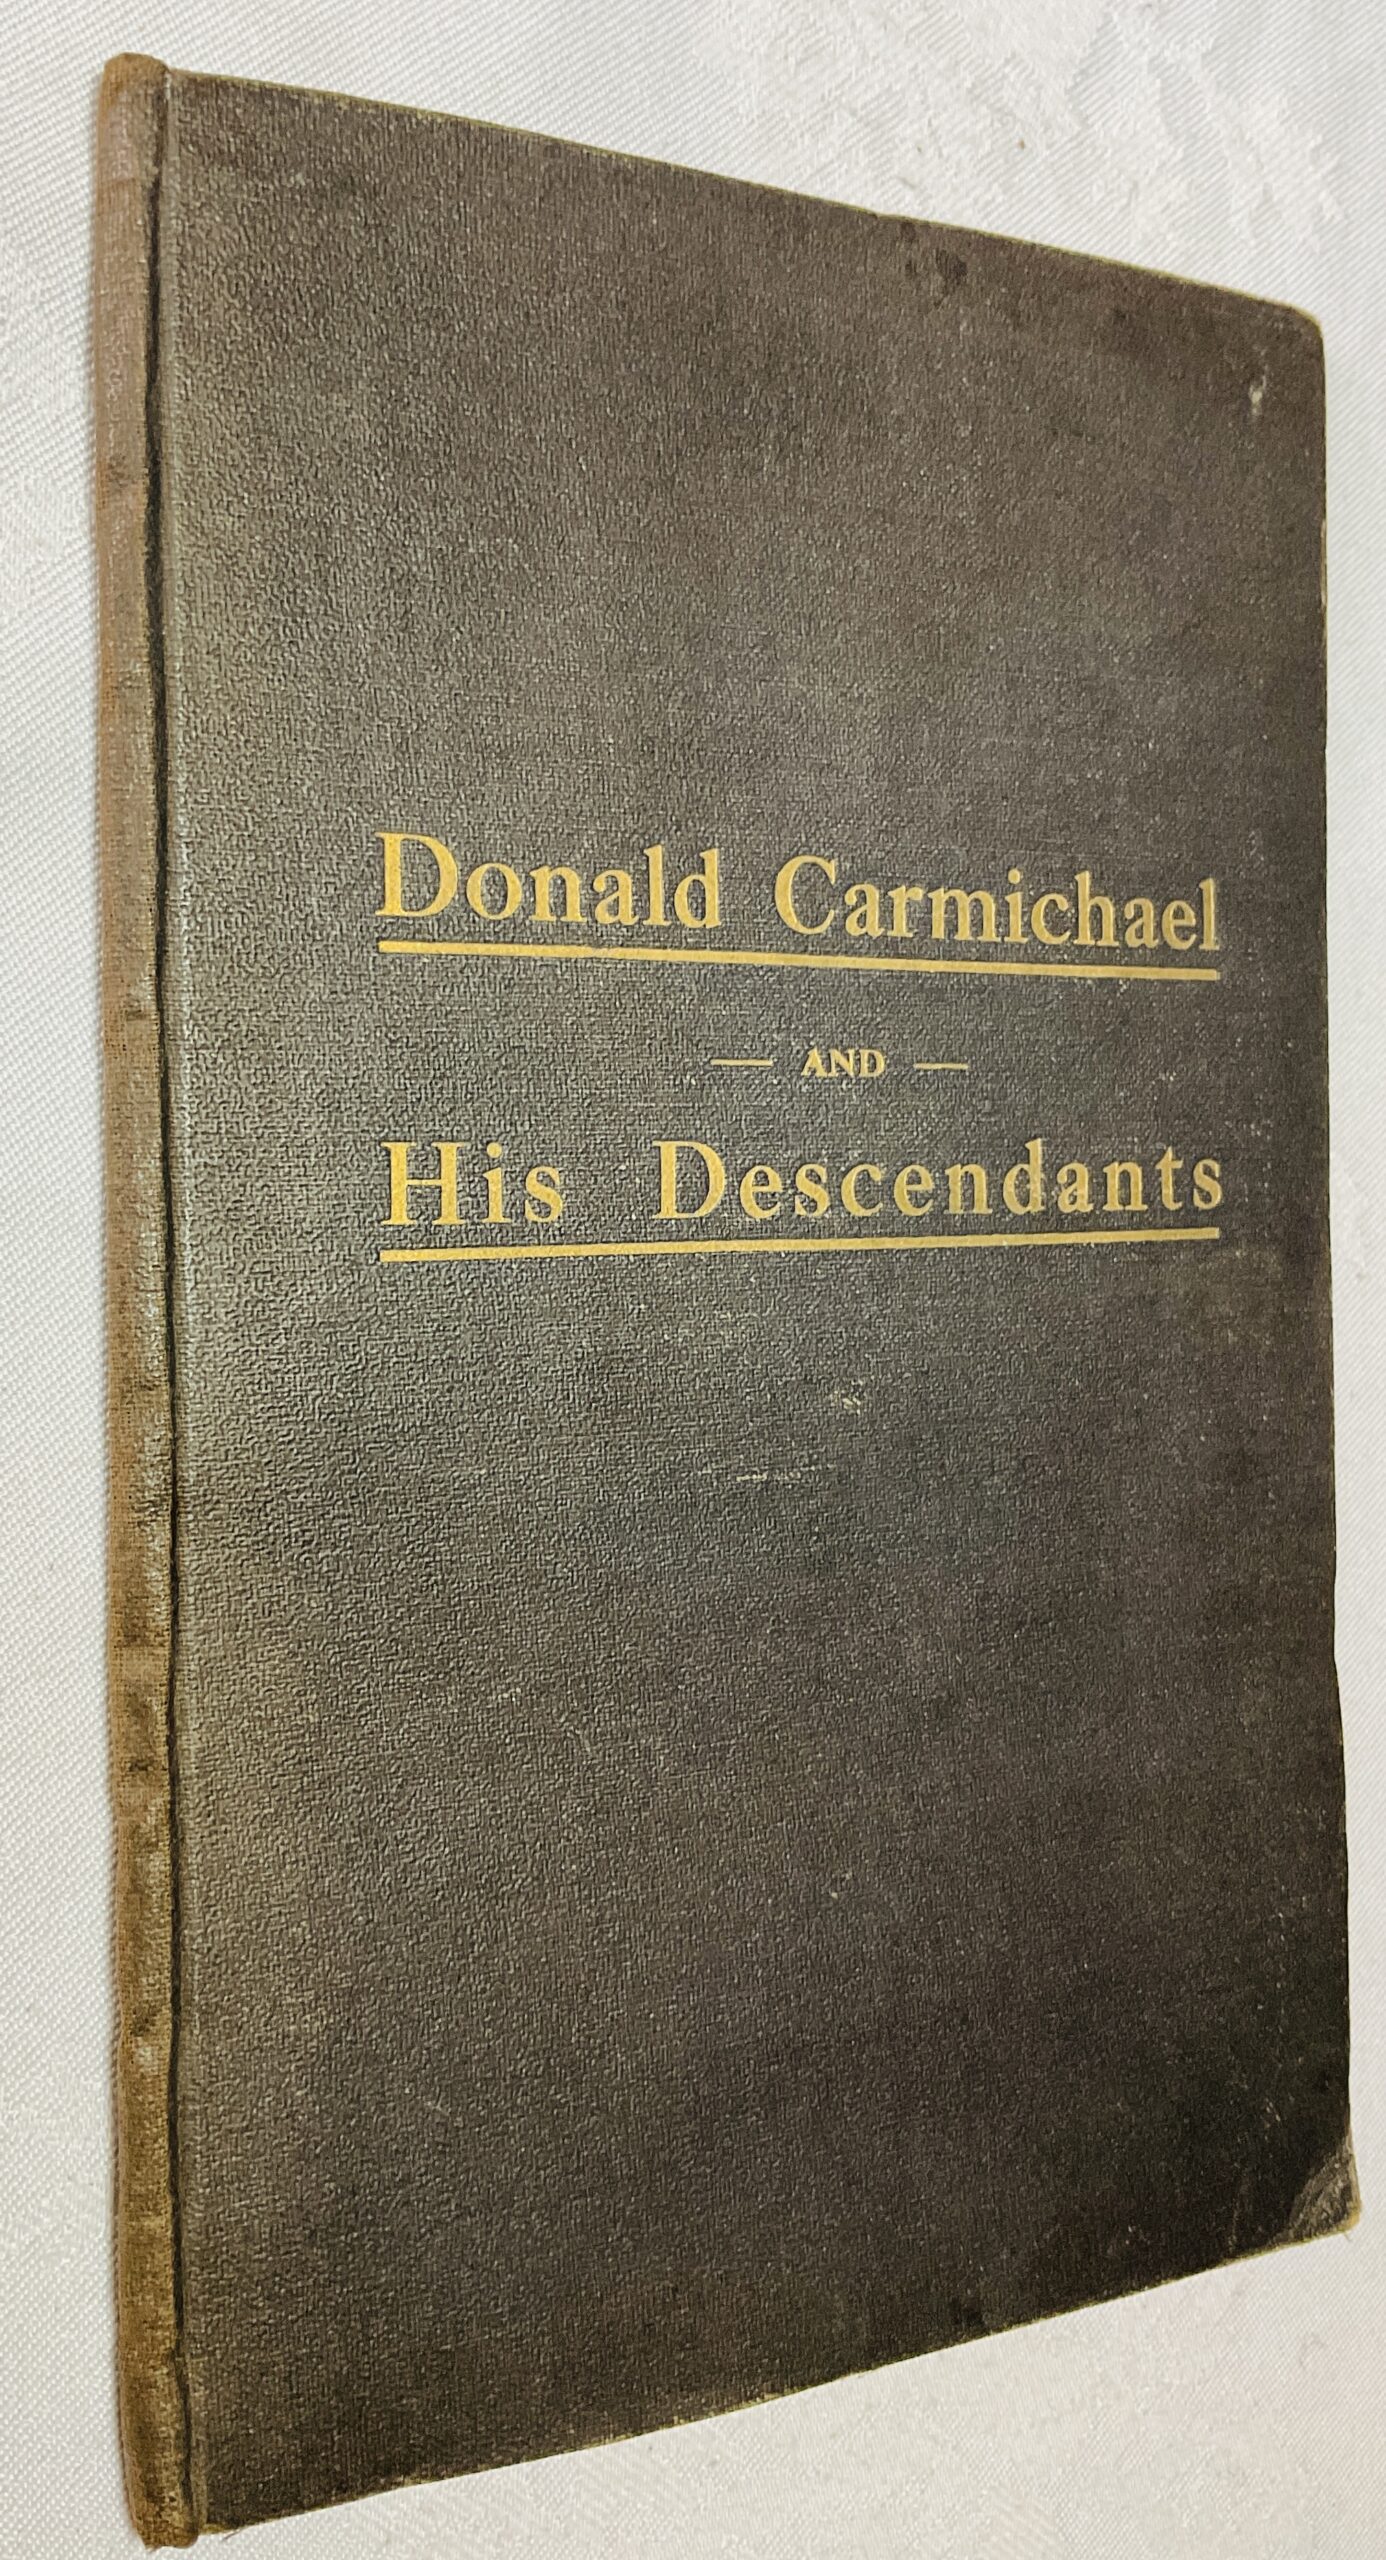 Donald Carmichael
— AND —
His Descendants